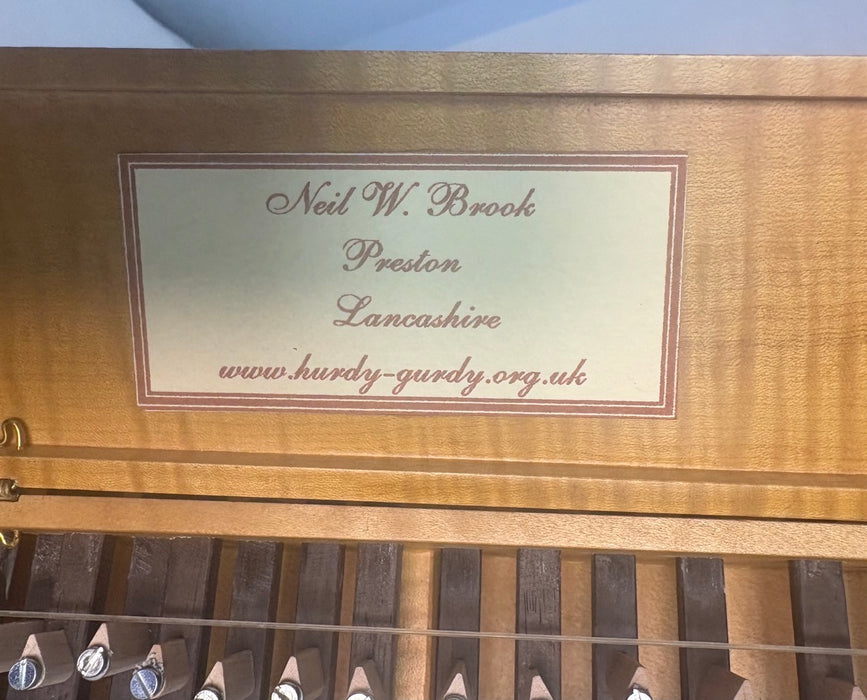 Neil W. Brook
Preston
Lancashire
www.hurdy-gurdy.org.uk